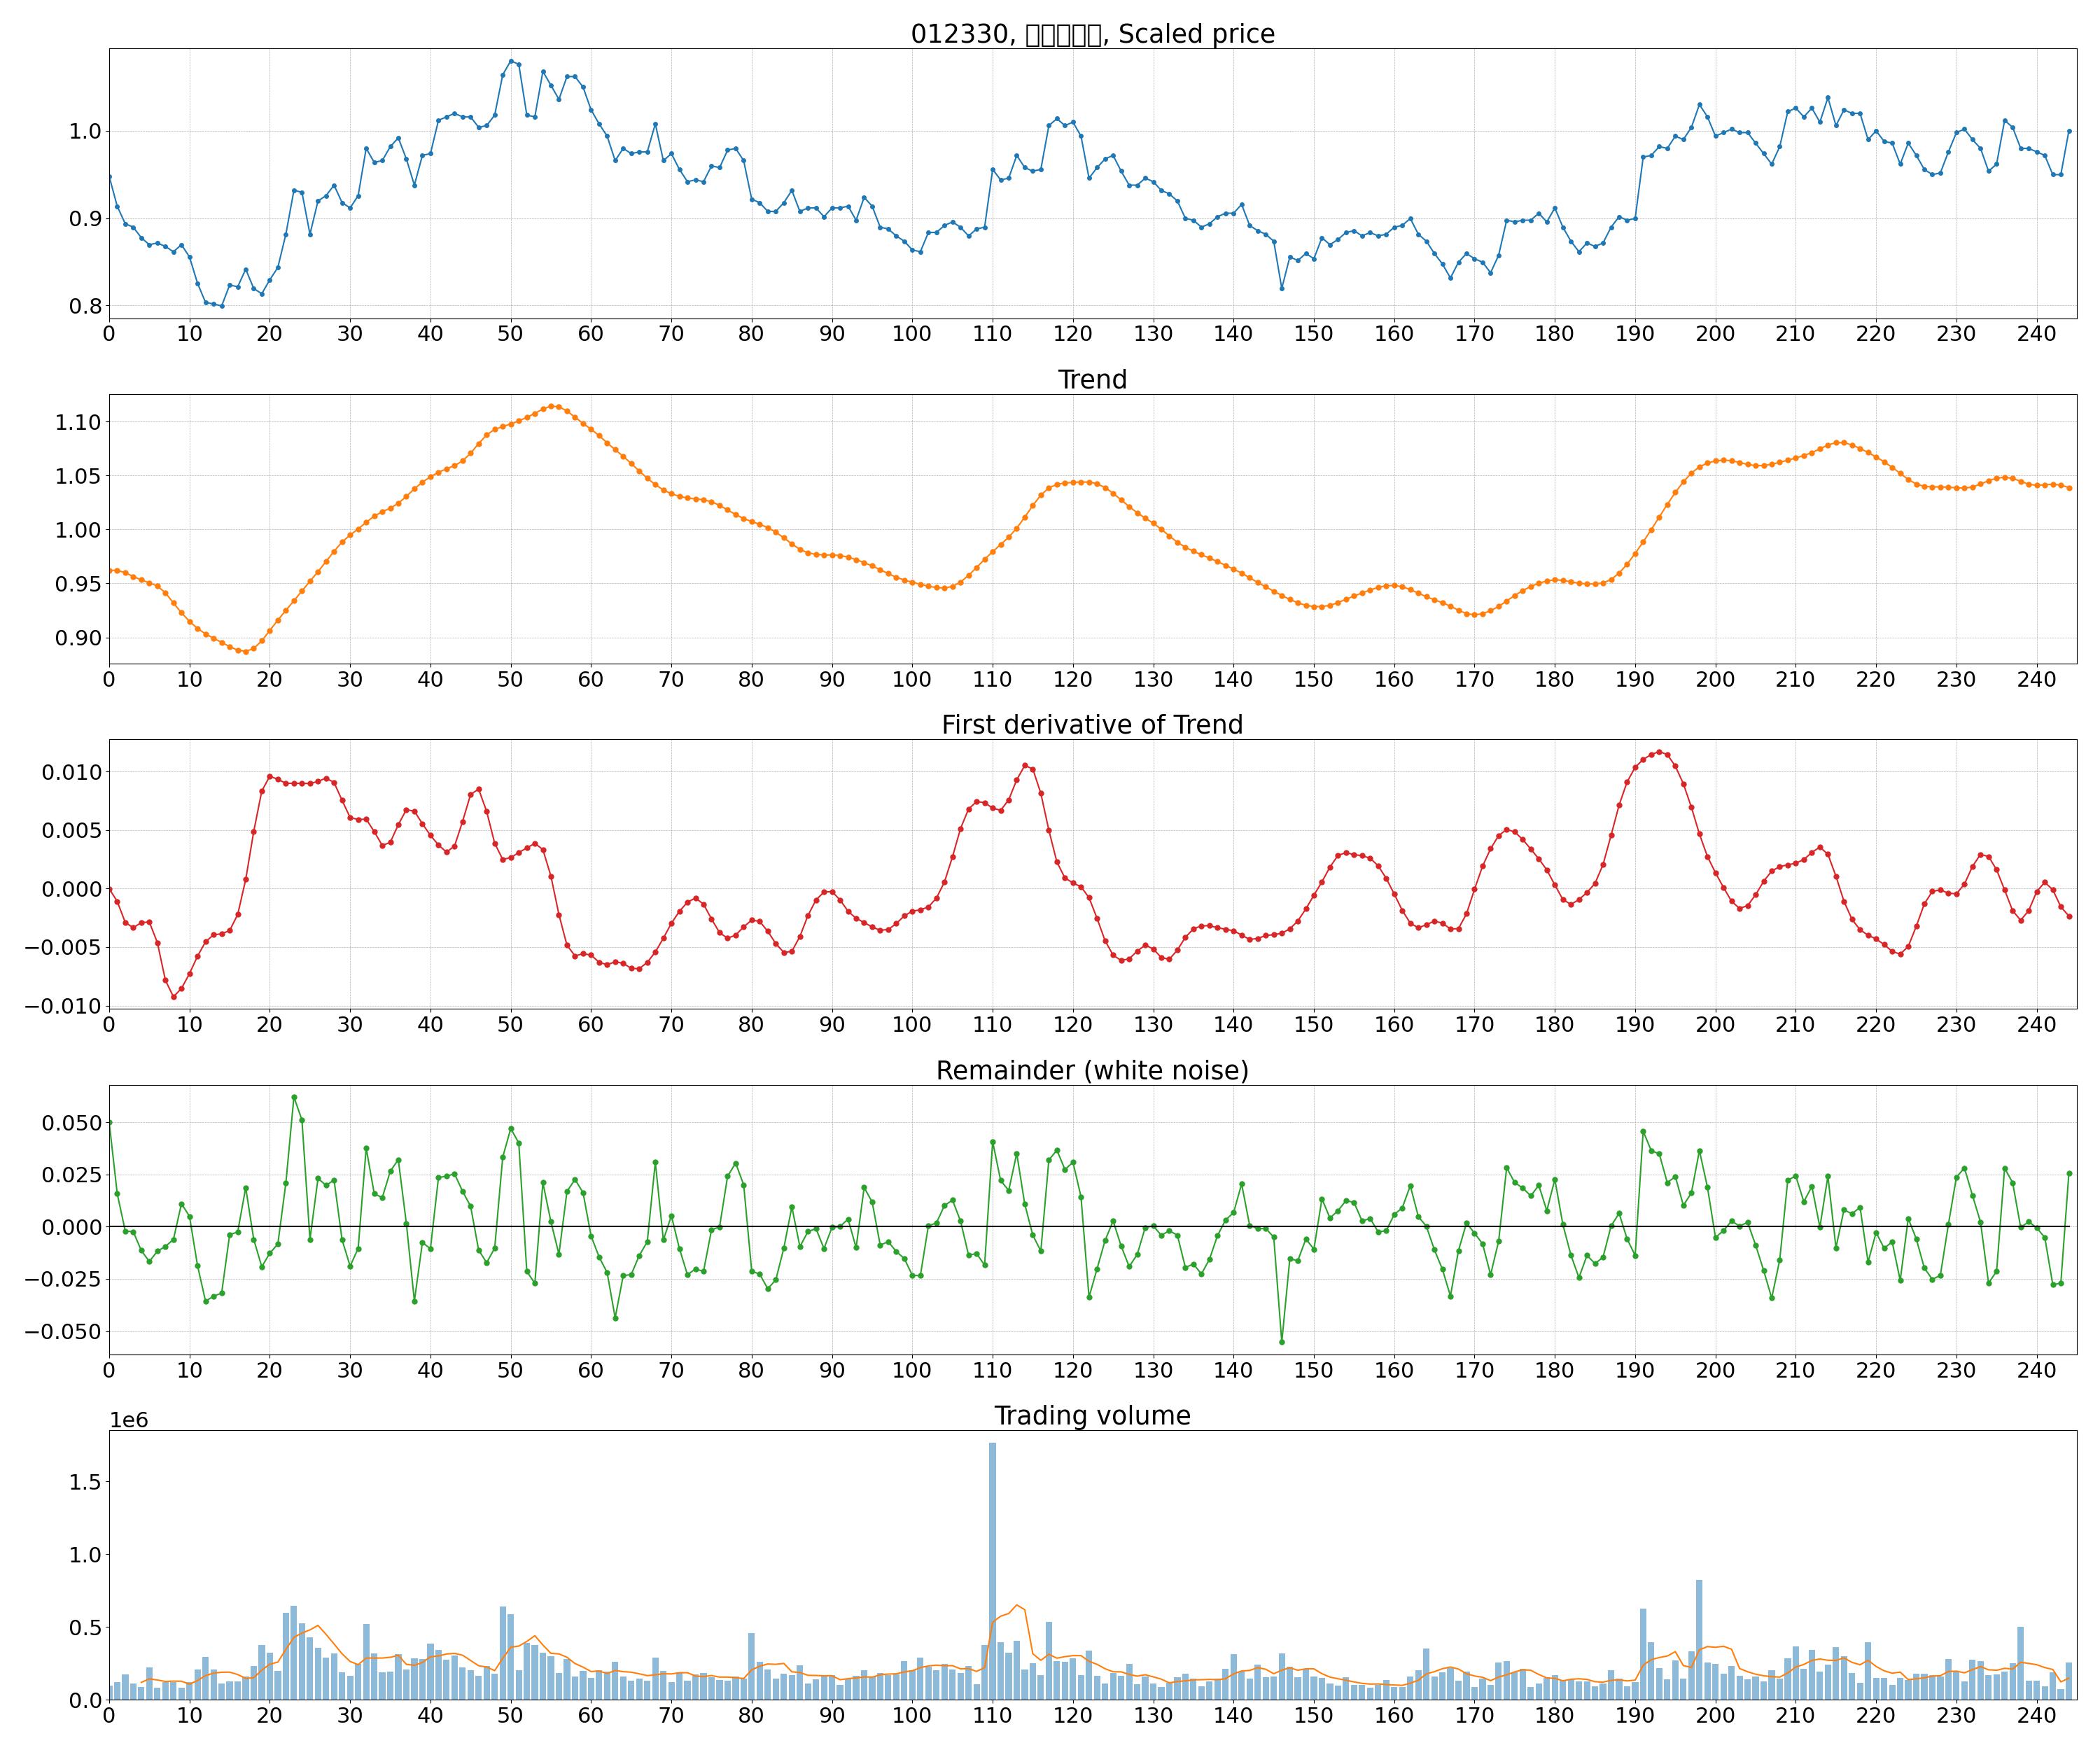 012330, □□□□□, Scaled price
1.0
0.9
0.8
0 10 20 30 40 50 60 70 80 90 100 110 120 130 140 150 160 170 180 190 200 210 220 230 240
Trend
1.10
1.05
1.00
0.95
0.90
0 10 20 30 40 50 60 70 80 90 100 110 120 130 140 150 160 170 180 190 200 210 220 230 240
First derivative of Trend
0.010
0.005
0.000
−0.005
−0.010
0 10 20 30 40 50 60 70 80 90 100 110 120 130 140 150 160 170 180 190 200 210 220 230 240
Remainder (white noise)
0.050
0.025
0.000
−0.025
−0.050
0 10 20 30 40 50 60 70 80 90 100 110 120 130 140 150 160 170 180 190 200 210 220 230 240
Trading volume
1e6
1.5
1.0
0.5
0.0
0 10 20 30 40 50 60 70 80 90 100 110 120 130 140 150 160 170 180 190 200 210 220 230 240